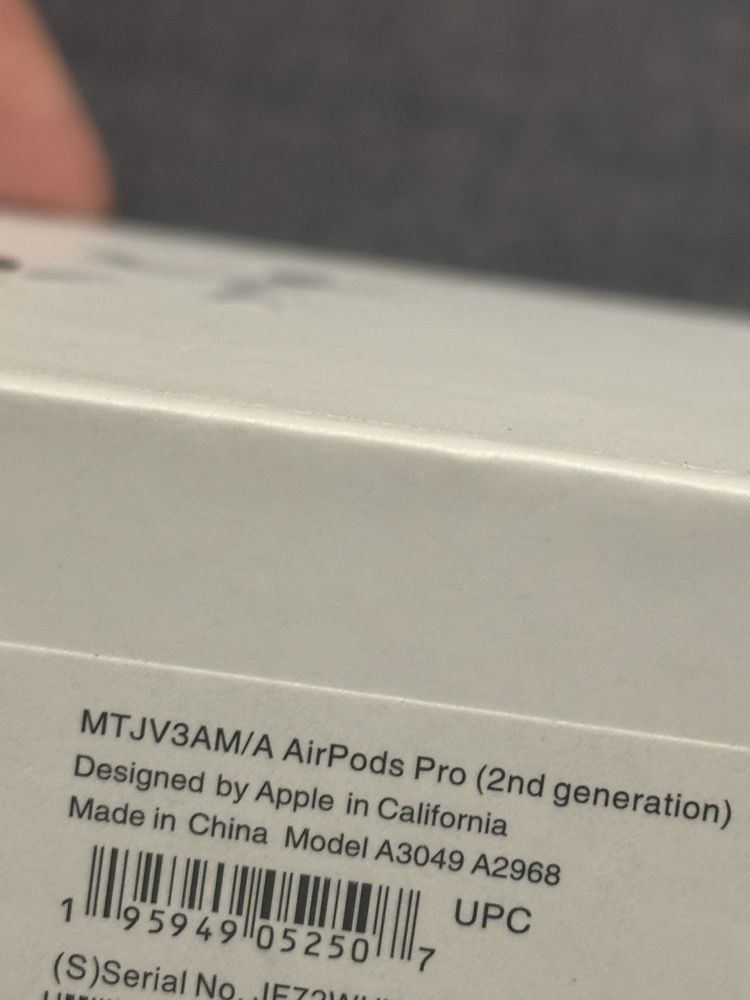 MTJV3AM/A AirPods Pro (2nd generation)
Designed by Apple in California
Made in China Model A3049 A2968
1 95949 05250 7 UPC
(S)Serial No.